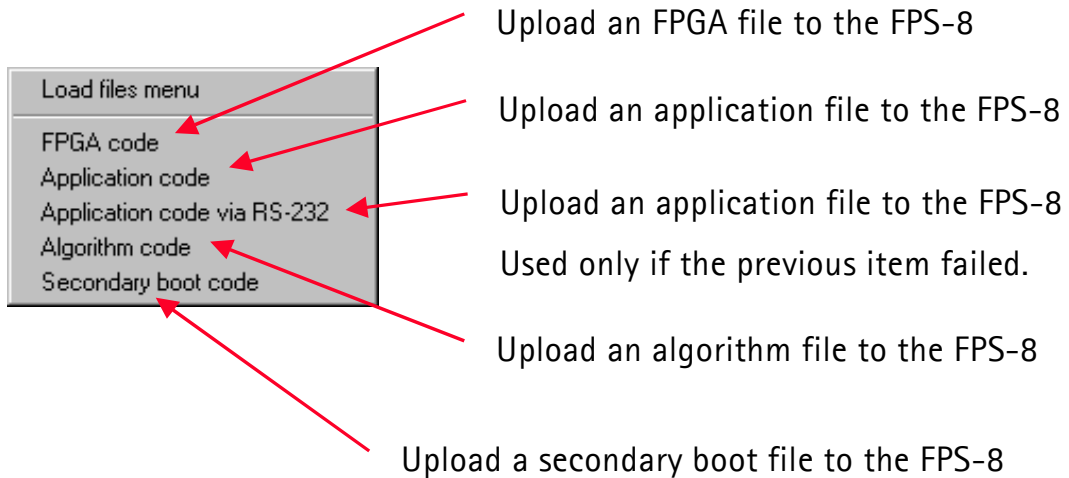 Load files menu
FPGA code
Application code
Application code via RS-232
Algorithm code
Secondary boot code
Upload an FPGA file to the FPS-8
Upload an application file to the FPS-8
Upload an application file to the FPS-8
Used only if the previous item failed.
Upload an algorithm file to the FPS-8
Upload a secondary boot file to the FPS-8